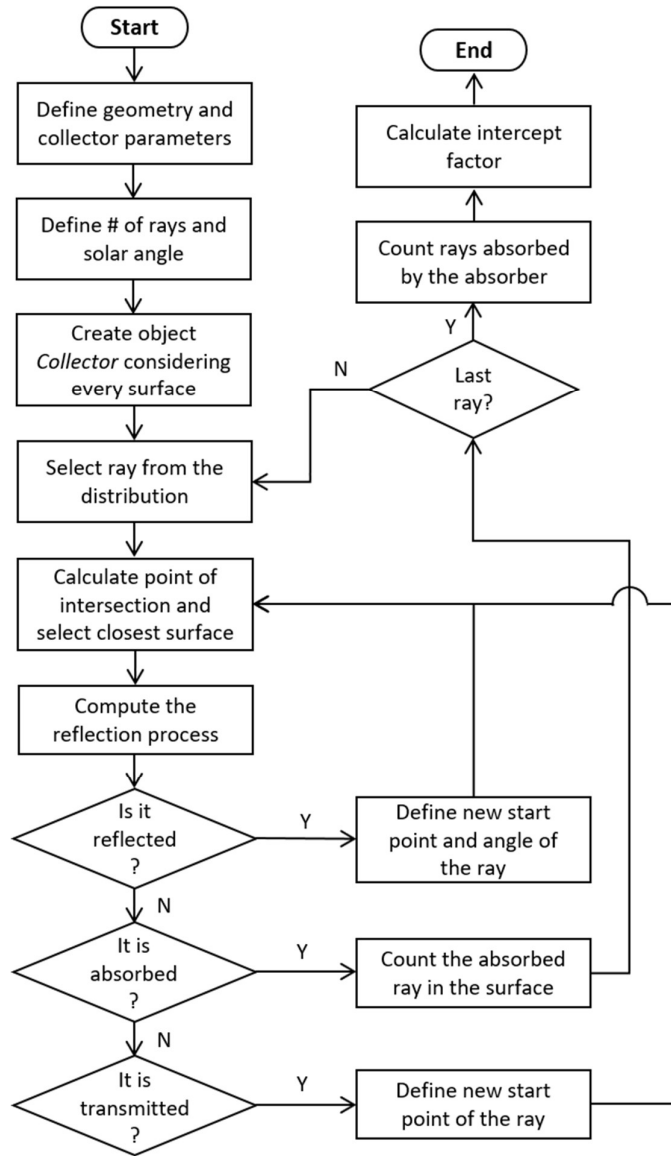 Start
Define geometry and
collector parameters
Define # of rays and
solar angle
Create object
Collector considering
every surface
Select ray from the
distribution
Calculate point of
intersection and
select closest surface
Compute the
reflection process
Is it
reflected
?
Y
Define new start
point and angle of
the ray
N
It is
absorbed
?
Y
Count the absorbed
ray in the surface
N
It is
transmitted
?
Y
Define new start
point of the ray
Last
ray?
N
Y
Count rays absorbed
by the absorber
Calculate intercept
factor
End